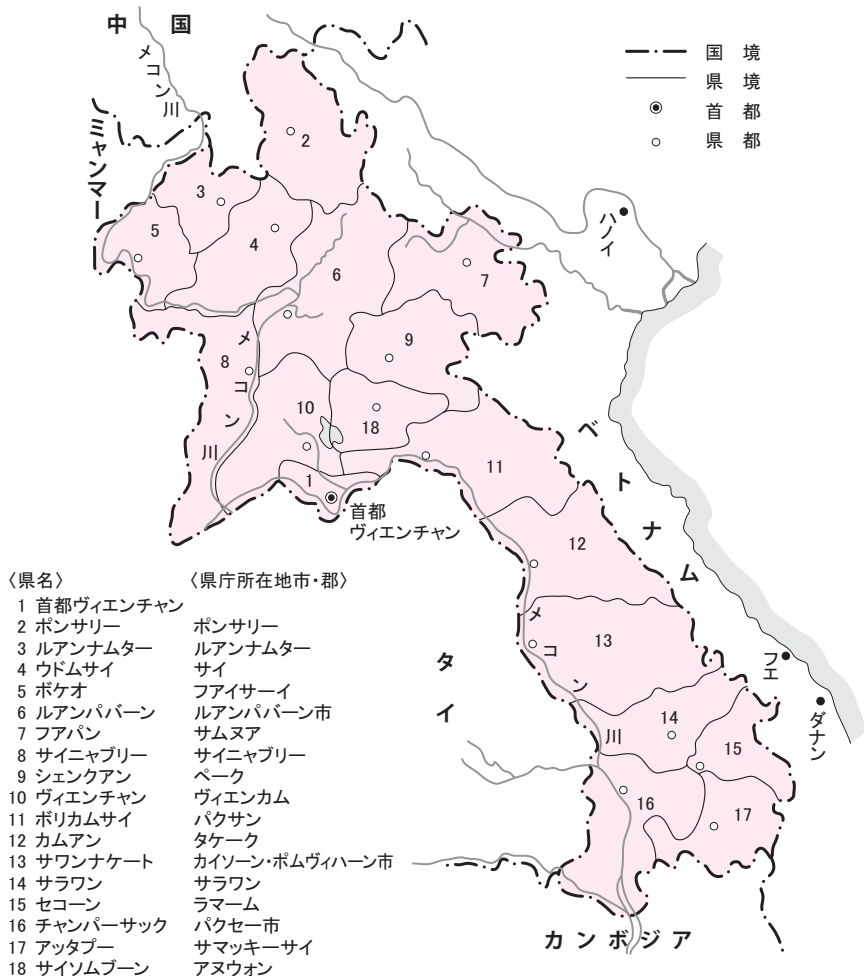 中国
メコン川
ミャンマー
国境
県境
首都
県都
2
3
5
4
6
7
ハノイ
8
メコン川
9
10
18
11
1
首都
ヴィエンチャン
ベトナム
12
13
メコン川
タイ
フエ
ダナン
14
15
16
17
カンボジア
〈県名〉 〈県庁所在地市・郡〉
1 首都ヴィエンチャン
2 ポンサリー ポンサリー
3 ルアンナムター ルアンナムター
4 ウドムサイ サイ
5 ボケオ フアイサーイ
6 ルアンパバーン ルアンパバーン市
7 フアパン サムヌア
8 サイニャブリー サイニャブリー
9 シェンクアン ペーク
10 ヴィエンチャン ヴィエンカム
11 ボリカムサイ パクサン
12 カムアン タケーク
13 サワンナケート カイソーン・ポムヴィハーン市
14 サラワン サラワン
15 セコーン ラマーム
16 チャンパーサック パクセー市
17 アッタプー サマッキーサイ
18 サイソムブーン アヌウォン